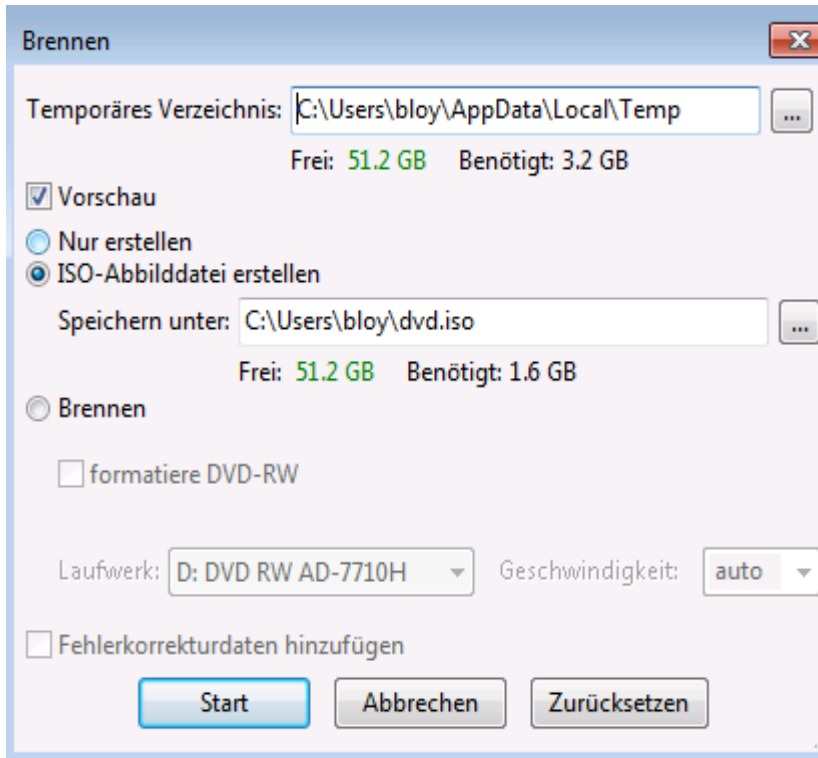 Brennen
Temporäres Verzeichnis: C:\Users\bloy\AppData\Local\Temp ...
Frei: 51.2 GB Benötigt: 3.2 GB
Vorschau
Nur erstellen
ISO-Abbilddatei erstellen
Speichern unter: C:\Users\bloy\dvd.iso ...
Frei: 51.2 GB Benötigt: 1.6 GB
Brennen
formatiere DVD-RW
Laufwerk: D: DVD RW AD-7710H Geschwindigkeit: auto
Fehlerkorrekturdaten hinzufügen
Start Abbrechen Zurücksetzen